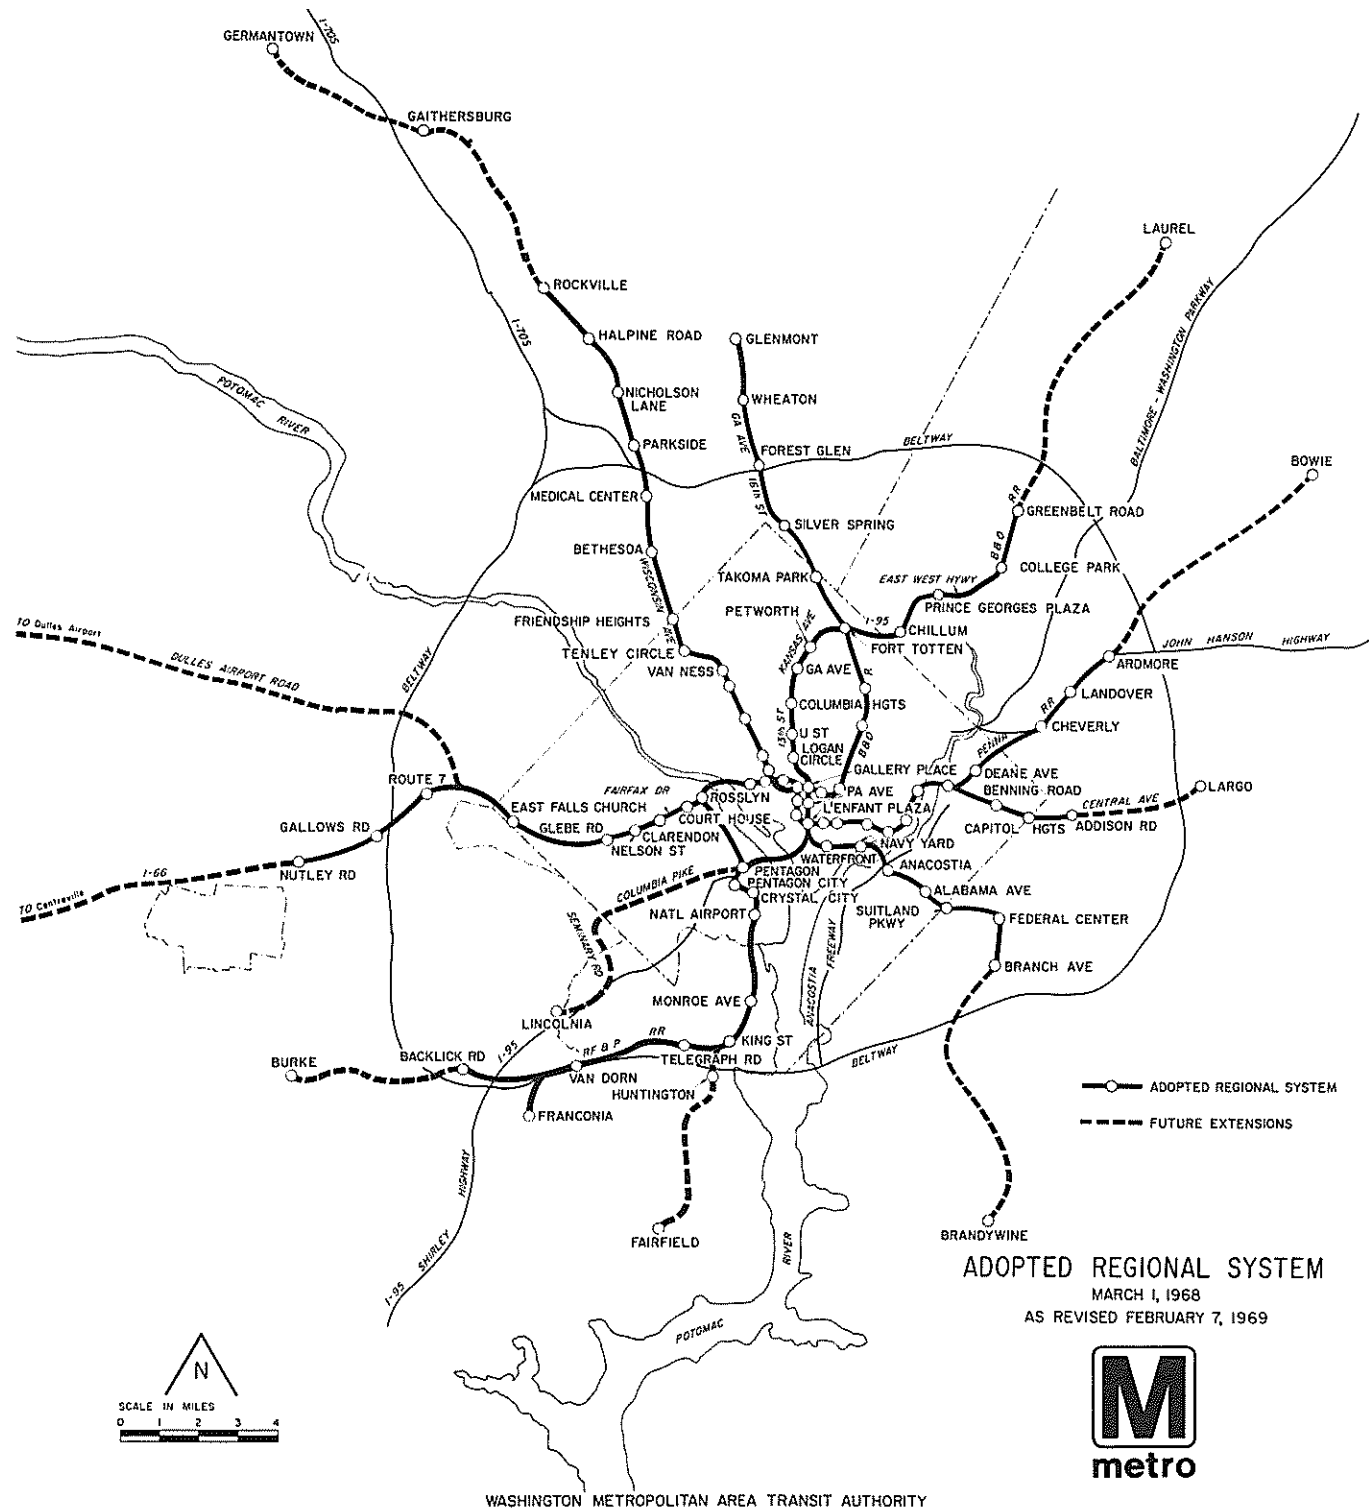 I-705
GERMANTOWN
GAITHERSBURG
LAUREL
ROCKVILLE
BALTIMORE - WASHINGTON PARKWAY
I-705
HALPINE ROAD
GLENMONT
POTOMAC
RIVER
NICHOLSON
LANE
WHEATON
GA AVE
PARKSIDE
FOREST GLEN
BELTWAY
BOWIE
MEDICAL CENTER
16th ST
RR
GREENBELT ROAD
SILVER SPRING
BETHESOA
B B O
COLLEGE PARK
WISCONSIN AVE
TAKOMA PARK
EAST WEST HYWY
PRINCE GEORGES PLAZA
PETWORTH
I-95
FRIENDSHIP HEIGHTS
CHILLUM
TO Dulles Airport
DULLES AIRPORT ROAD
KANSAS AVE
FORT TOTTEN
JOHN HANSON HIGHWAY
TENLEY CIRCLE
ARDMORE
VAN NESS
GA AVE
R
BELTWAY
LANDOVER
RR
COLUMBIA HGTS
13th ST
CHEVERLY
U ST
B B O
PENNA
LOGAN
CIRCLE
GALLERY PLACE
DEANE AVE
ROUTE 7
FAIRFAX DR
ROSSLYN
PA AVE
BENNING ROAD
LARGO
EAST FALLS CHURCH
COURT HOUSE
L'ENFANT PLAZA
CENTRAL AVE
GLEBE RD
CAPITOL HGTS
ADDISON RD
GALLOWS RD
CLARENDON
NELSON ST
NAVY YARD
WATERFRONT
ANACOSTIA
NUTLEY RD
I-66
COLUMBIA PIKE
PENTAGON
PENTAGON CITY
CRYSTAL CITY
ALABAMA AVE
TO Centreville
NATL AIRPORT
SUITLAND
PKWY
FEDERAL CENTER
SEMINARY RD
ANACOSTIA FREEWAY
BRANCH AVE
MONROE AVE
LINCOLNIA
KING ST
I-95
RF B P RR
BURKE
BACKLICK RD
TELEGRAPH RD
BELTWAY
VAN DORN
HUNTINGTON
ADOPTED REGIONAL SYSTEM
FRANCONIA
FUTURE EXTENSIONS
I-95 SHIRLEY HIGHWAY
FAIRFIELD
BRANDYWINE
RIVER
POTOMAC
ADOPTED REGIONAL SYSTEM
MARCH 1, 1968
AS REVISED FEBRUARY 7, 1969
N
SCALE IN MILES
0 1 2 3 4
M
metro
WASHINGTON METROPOLITAN AREA TRANSIT AUTHORITY